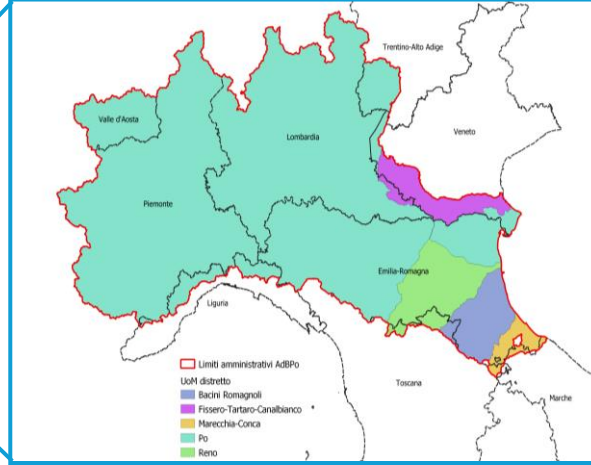 Trentino-Alto Adige
Valle d'Aosta
Lombardia
Veneto
Piemonte
Emilia-Romagna
Liguria
Toscana
Marche
Limiti amministrativi AdBPo
UoM distretto
Bacini Romagnoli
Fissero-Tartaro-Canalbianco *
Marecchia-Conca
Po
Reno